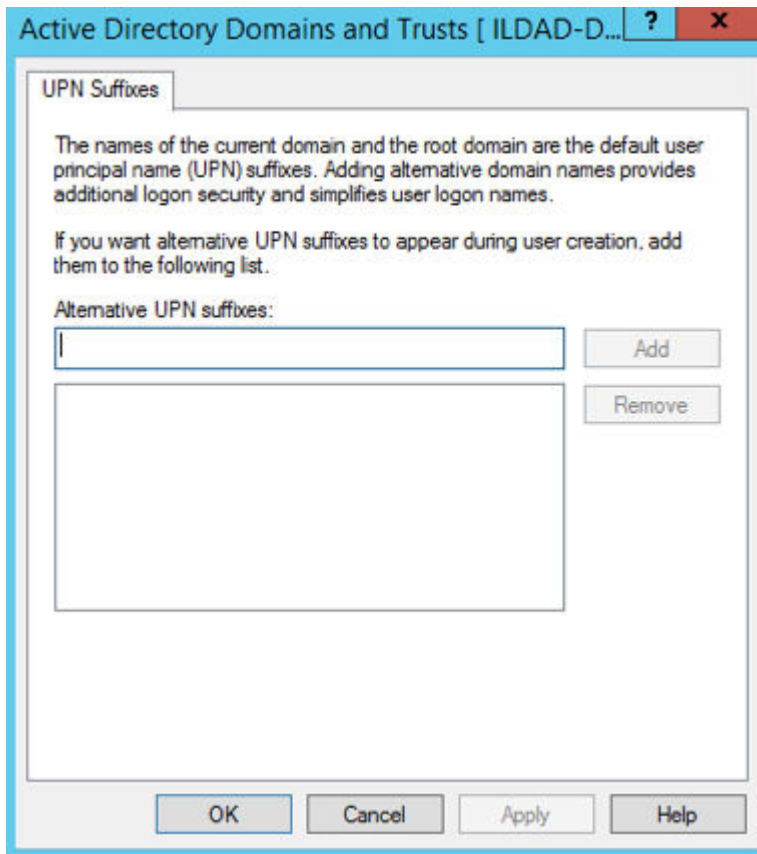 Active Directory Domains and Trusts [ ILDAD-D... ? x
UPN Suffixes
The names of the current domain and the root domain are the default user
principal name (UPN) suffixes. Adding alternative domain names provides
additional logon security and simplifies user logon names.
If you want alternative UPN suffixes to appear during user creation, add
them to the following list.
Alternative UPN suffixes:
Add
Remove
OK Cancel Apply Help